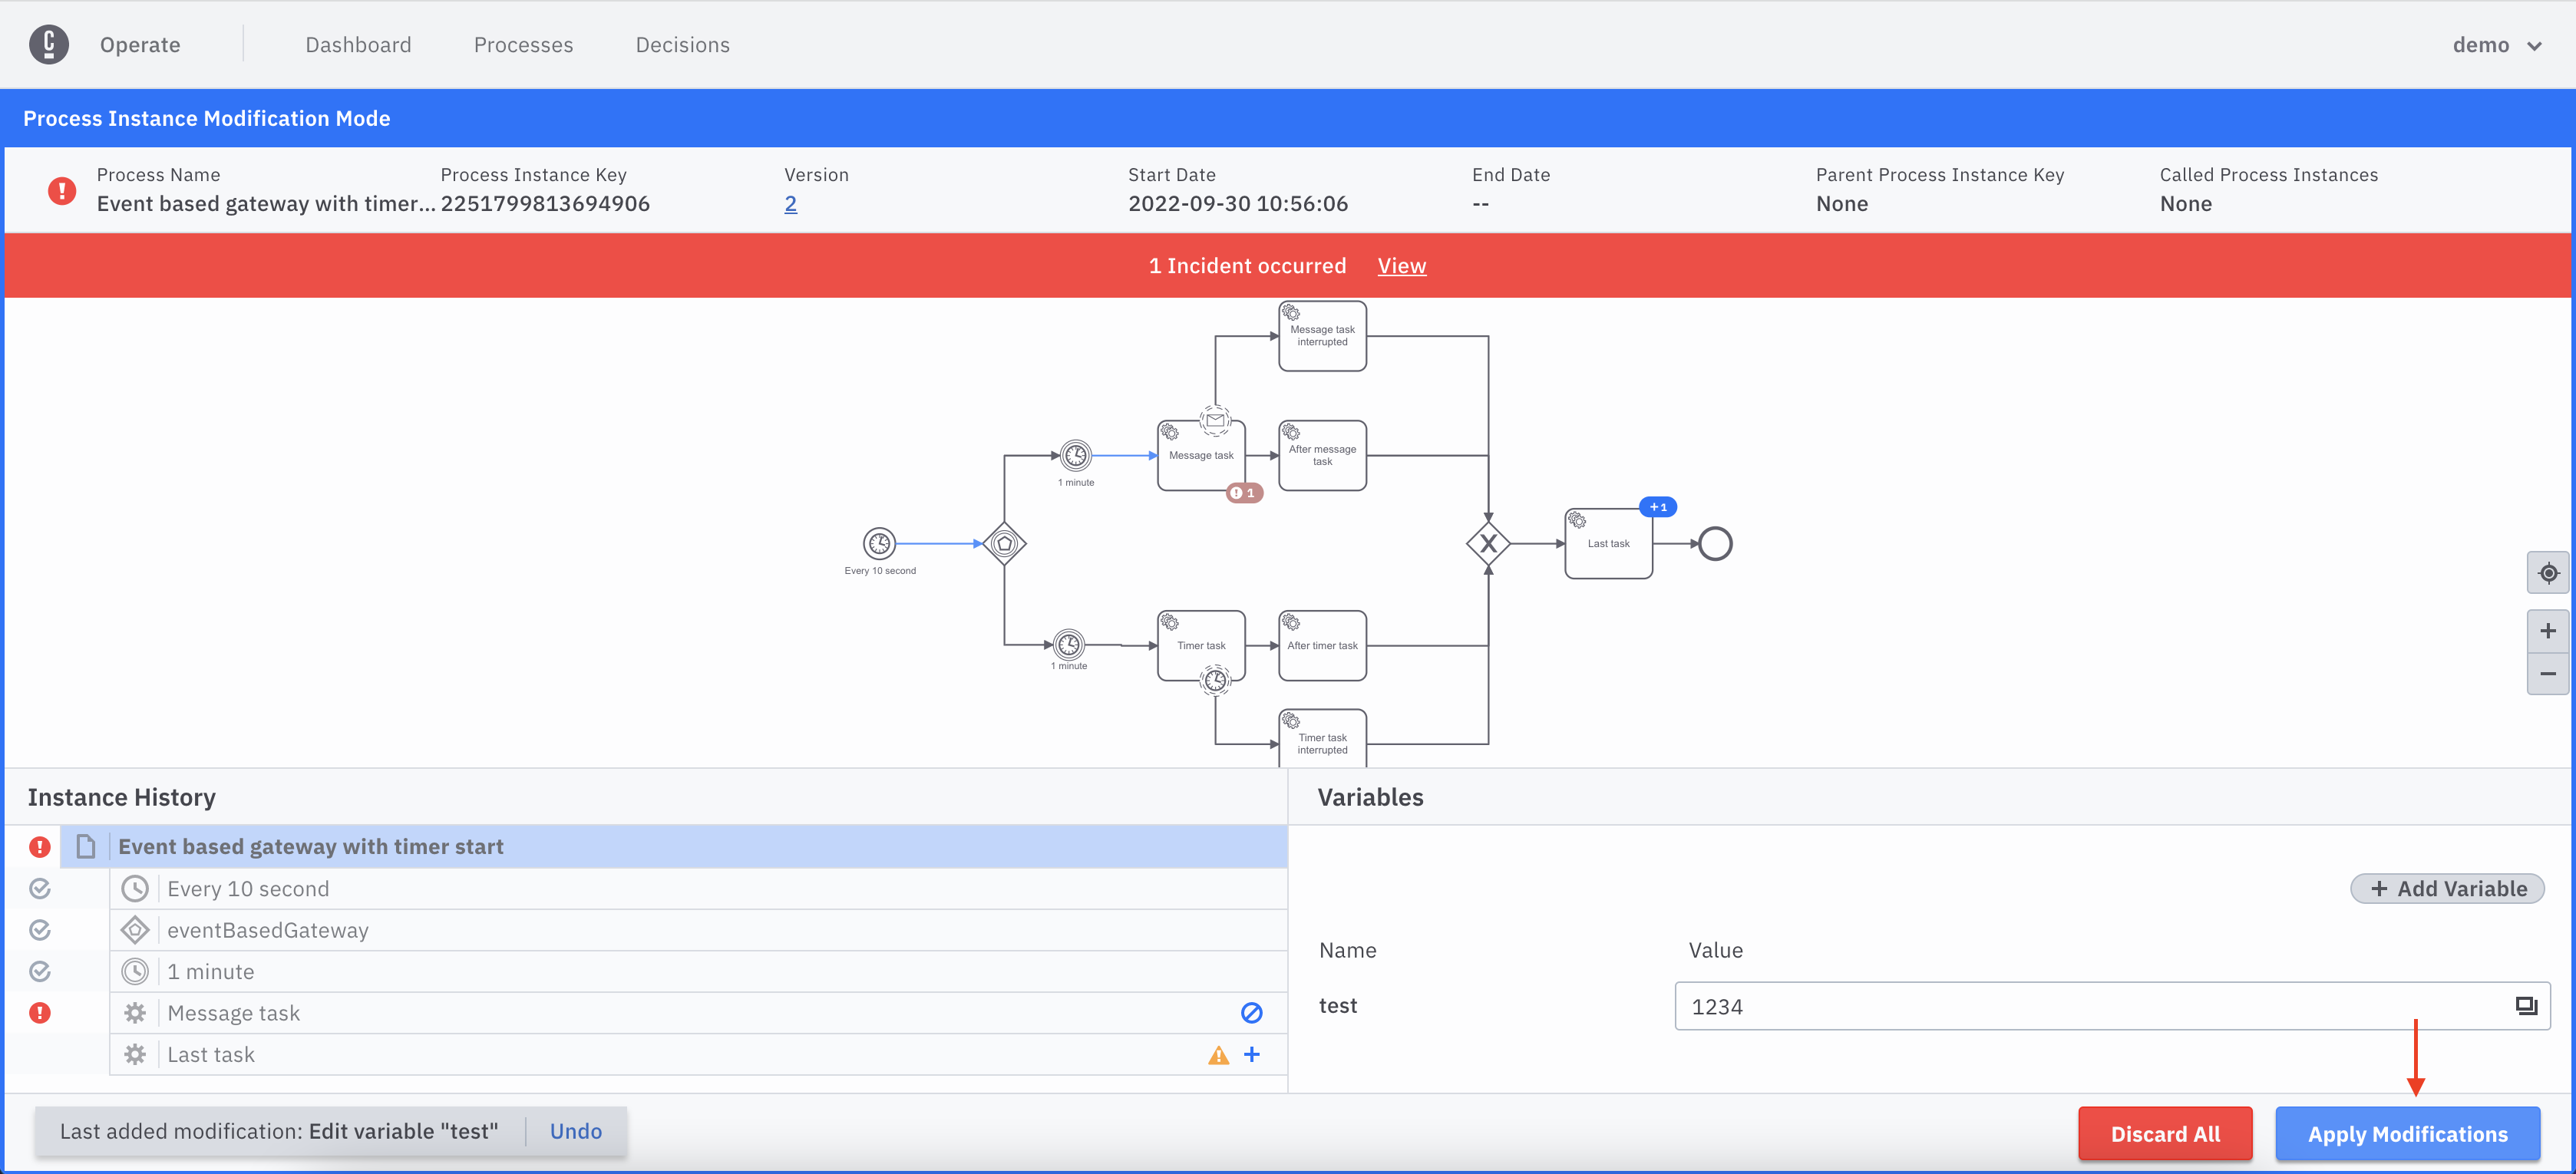 Operate
Dashboard
Processes
Decisions
demo
Process Instance Modification Mode
Process Name
Process Instance Key
Version
Start Date
End Date
Parent Process Instance Key
Called Process Instances
Event based gateway with timer...
2251799813694906
2
2022-09-30 10:56:06
--
None
None
1 Incident occurred View
Message task
interrupted
Message task
1
After message
task
1 minute
+1
Every 10 second
Last task
Timer task
After timer task
1 minute
Timer task
interrupted
Instance History
Event based gateway with timer start
Every 10 second
eventBasedGateway
1 minute
Message task
Last task
Variables
+ Add Variable
Name
Value
test
1234
Last added modification: Edit variable "test"
Undo
Discard All
Apply Modifications